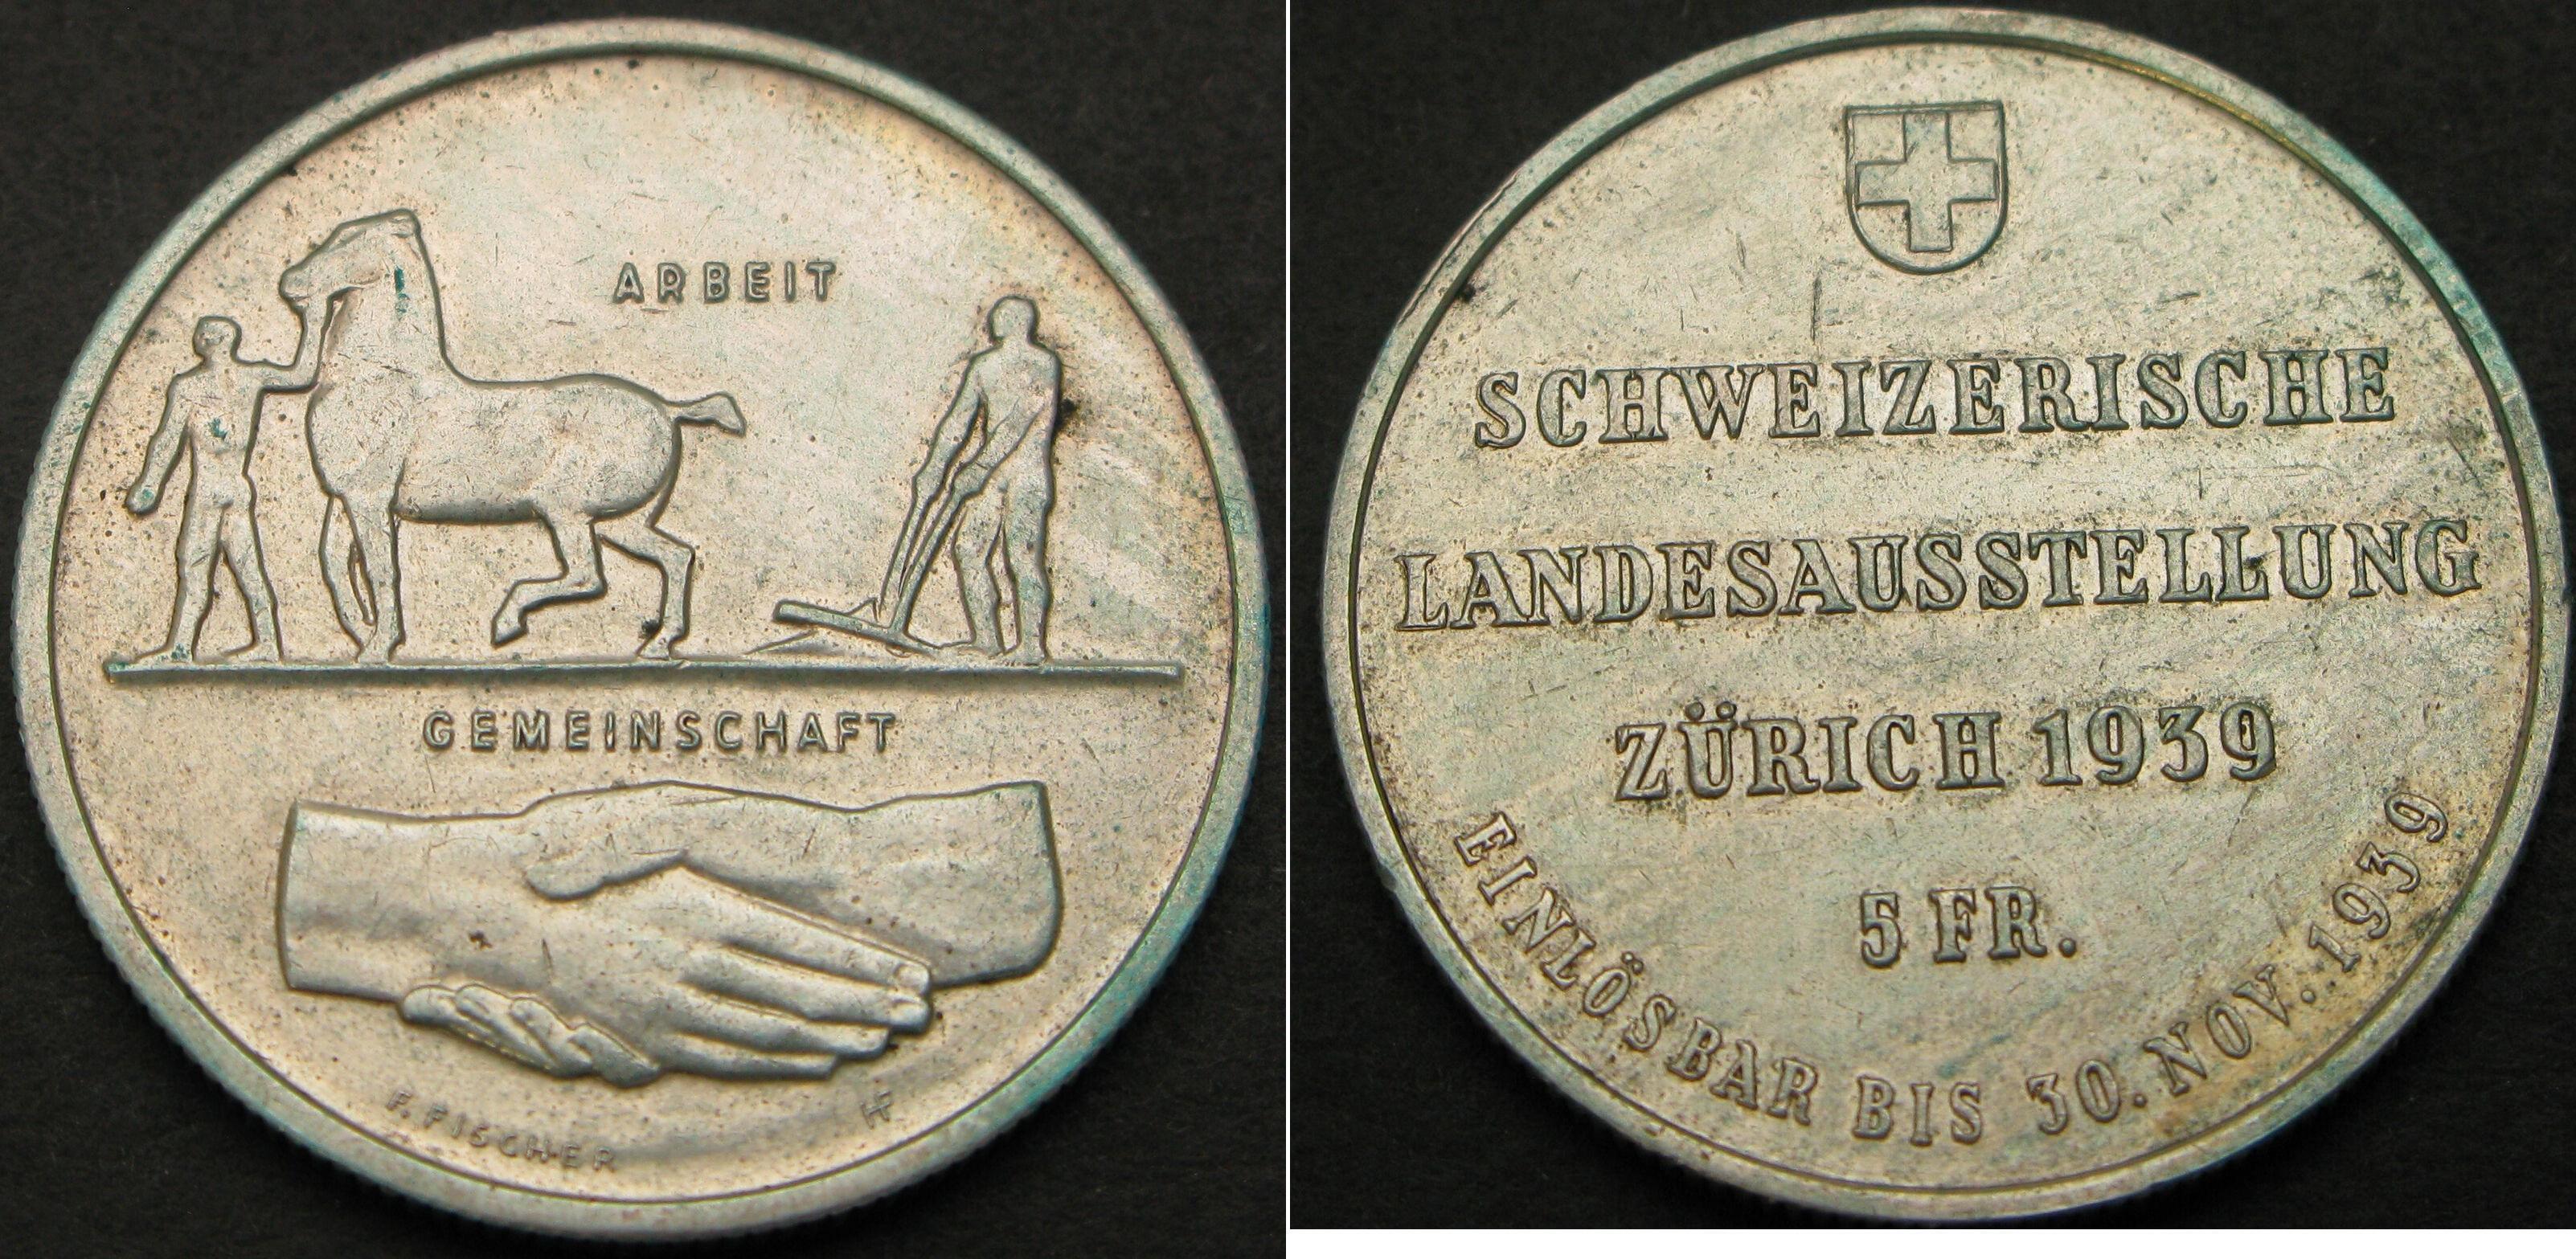 ARBEIT
GEMEINSCHAFT
F. FISCHER
HF
SCHWEIZERISCHE
LANDESAUSSTELLUNG
ZÜRICH 1939
5 FR.
EINLÖSBAR BIS 30. NOV. 1939